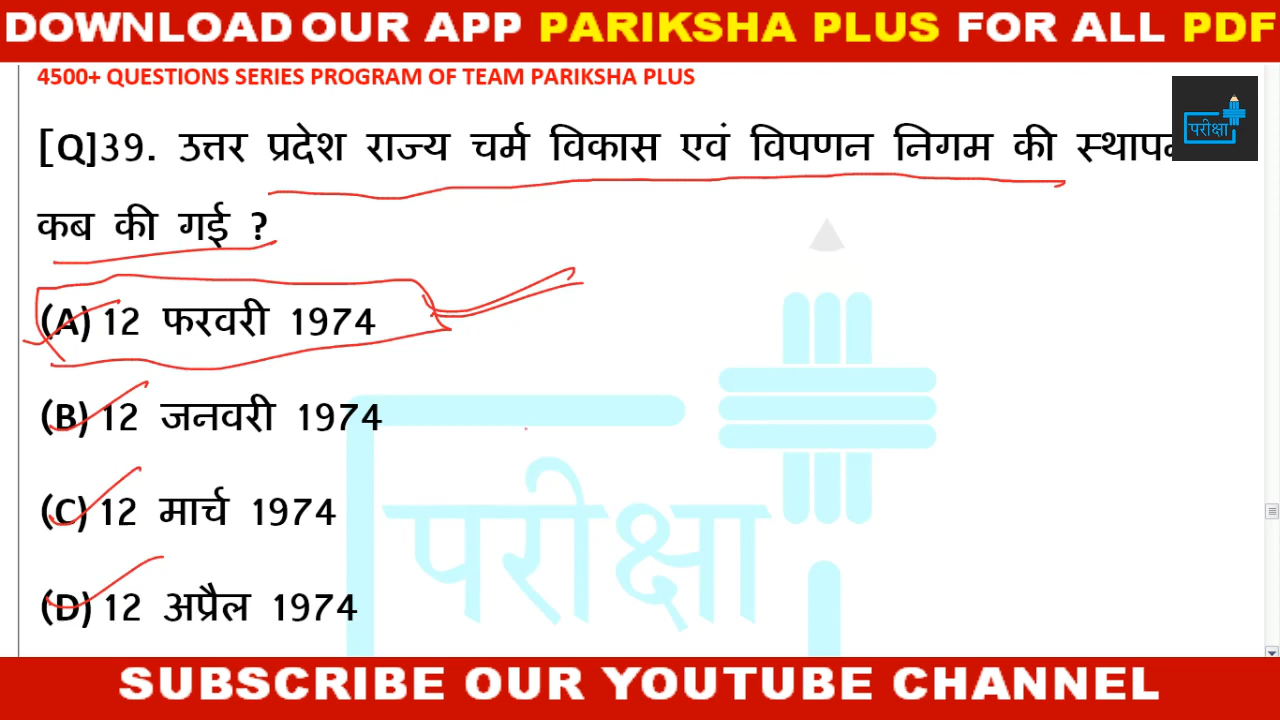 DOWNLOAD OUR APP PARIKSHA PLUS FOR ALL PDF
4500+ QUESTIONS SERIES PROGRAM OF TEAM PARIKSHA PLUS
परीक्षा
[Q]39. उत्तर प्रदेश राज्य चर्म विकास एवं विपणन निगम की
कब की गई ?
(A) 12 फरवरी 1974
(B) 12 जनवरी 1974
(C) 12 मार्च 1974
(D) 12 अप्रैल 1974
परीक्षा
SUBSCRIBE OUR YOUTUBE CHANNEL